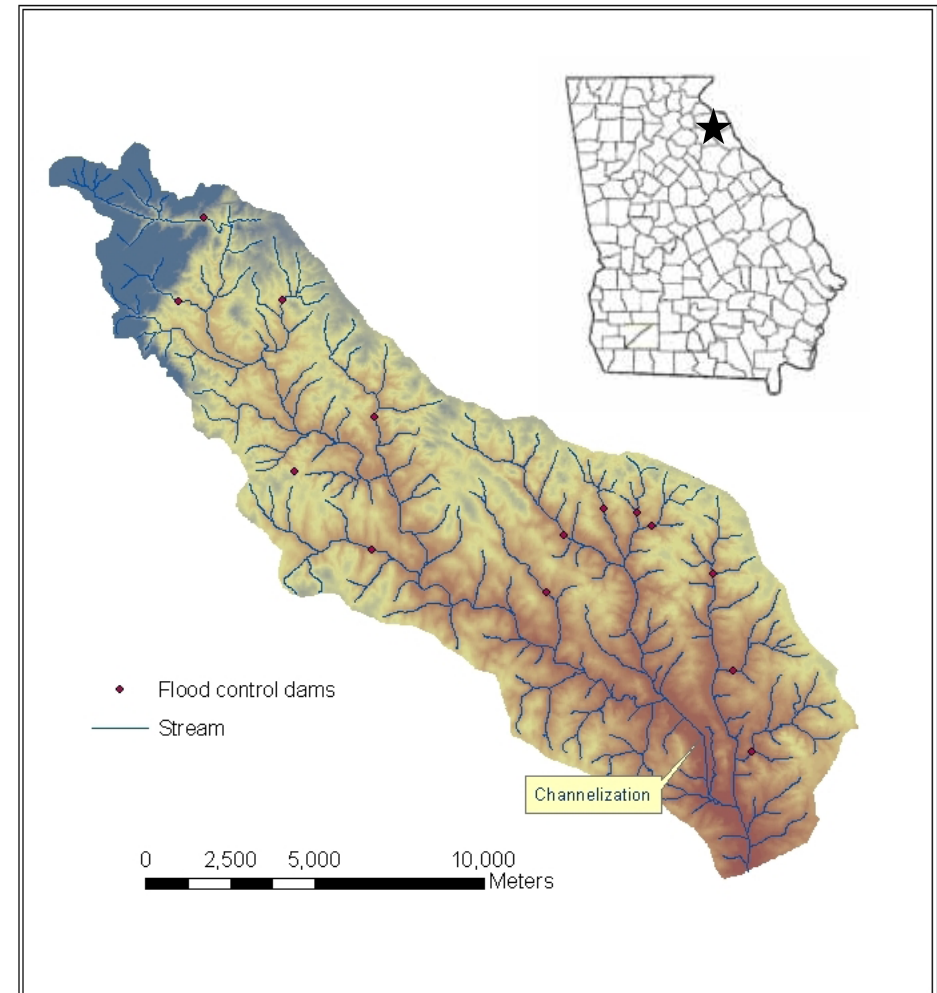 Flood control dams
Stream
Channelization
0 2,500 5,000 10,000
Meters